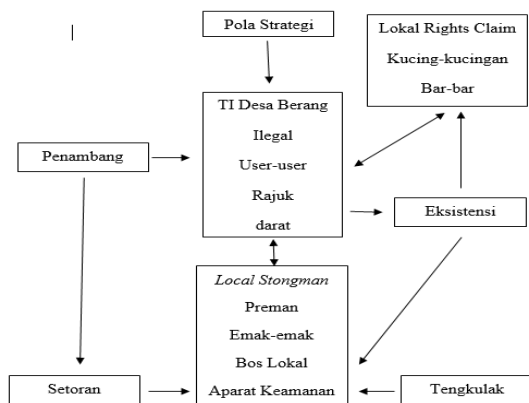 Pola Strategi
Lokal Rights Claim
Kucing-kucingan
Bar-bar
TI Desa Berang
Ilegal
User-user
Rajuk
darat
Penambang
Eksistensi
Local Stongman
Preman
Emak-emak
Bos Lokal
Aparat Keamanan
Setoran
Tengkulak